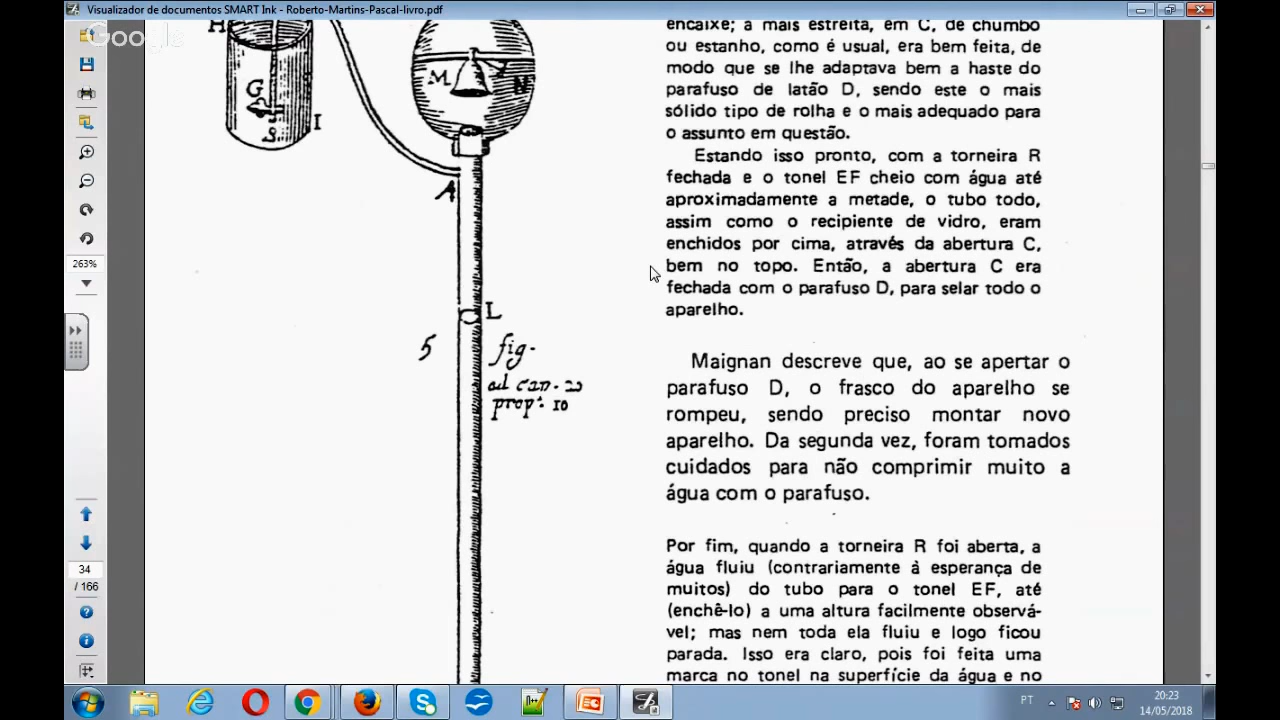 Visualizador de documentos SMART Ink - Roberto-Martins-Pascal-livro.pdf
Google
H
G
S
I
M
N
A
L
5 fig.
ad can. 20
propᵗ. 10
encaixe; a mais estreita, em C, de chumbo
ou estanho, como é usual, era bem feita, de
modo que se lhe adaptava bem a haste do
parafuso de latão D, sendo este o mais
sólido tipo de rolha e o mais adequado para
o assunto em questão.
Estando isso pronto, com a torneira R
fechada e o tonel EF cheio com água até
aproximadamente a metade, o tubo todo,
assim como o recipiente de vidro, eram
enchidos por cima, através da abertura C,
bem no topo. Então, a abertura C era
fechada com o parafuso D, para selar todo o
aparelho.
Maignan descreve que, ao se apertar o
parafuso D, o frasco do aparelho se
rompeu, sendo preciso montar novo
aparelho. Da segunda vez, foram tomados
cuidados para não comprimir muito a
água com o parafuso.
Por fim, quando a torneira R foi aberta, a
água fluiu (contrariamente à esperança de
muitos) do tubo para o tonel EF, até
(enchê-lo) a uma altura facilmente observá-
vel; mas nem toda ela fluiu e logo ficou
parada. Isso era claro, pois foi feita uma
marca no tonel na superfície da água e no
263%
34
/ 166
PT
20:23
14/05/2018